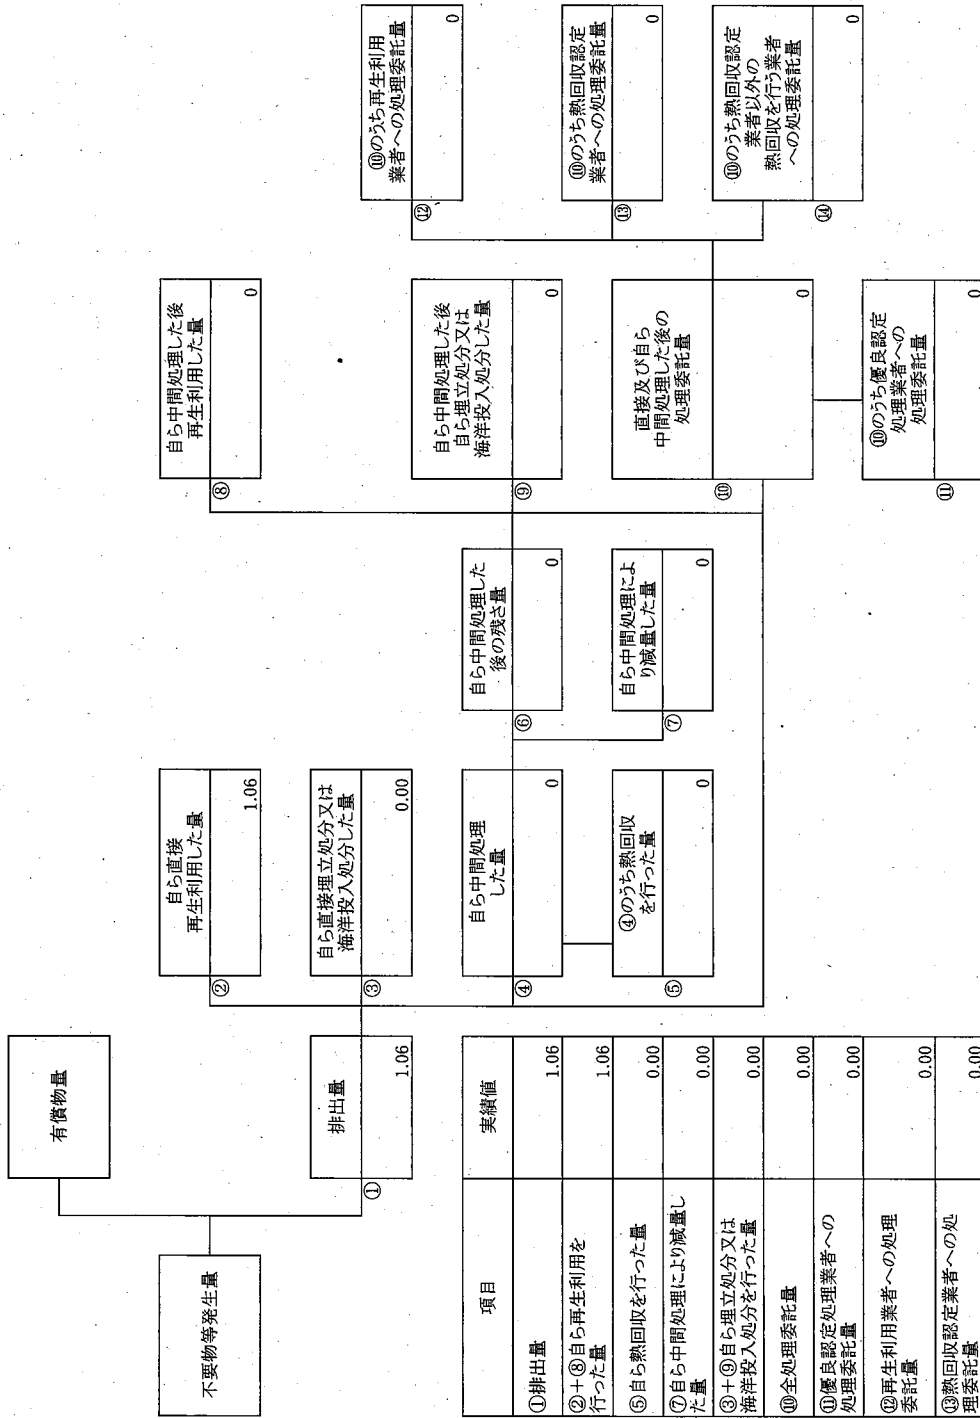 不要物等発生量
有償物量
①
排出量
1.06
②
自ら直接
再生利用した量
1.06
③
自ら直接埋立処分又は
海洋投入処分した量
0.00
④
自ら中間処理
した量
0
⑤
④のうち熱回収
を行った量
0
⑥
自ら中間処理した
後の残さ量
0
⑦
自ら中間処理によ
り減量した量
0
⑧
自ら中間処理した後
再生利用した量
0
⑨
自ら中間処理した後
自ら埋立処分又は
海洋投入処分した量
0
⑩
直接及び自ら
中間処理した後の
処理委託量
0
⑪
⑩のうち優良認定
処理業者への
処理委託量
0
⑫
⑩のうち再生利用
業者への処理委託量
0
⑬
⑩のうち熱回収認定
業者への処理委託量
0
⑭
⑩のうち熱回収認定
業者以外の
熱回収を行う業者
への処理委託量
0
項目 実績値
①排出量 1.06
②+⑧自ら再生利用を
行った量 1.06
⑤自ら熱回収を行った量 0.00
⑦自ら中間処理により減量し
た量 0.00
③+⑨自ら埋立処分又は
海洋投入処分を行った量 0.00
⑩全処理委託量 0.00
⑪優良認定処理業者への
処理委託量 0.00
⑫再生利用業者への処理
委託量 0.00
⑬熱回収認定業者への処
理委託量 0.00